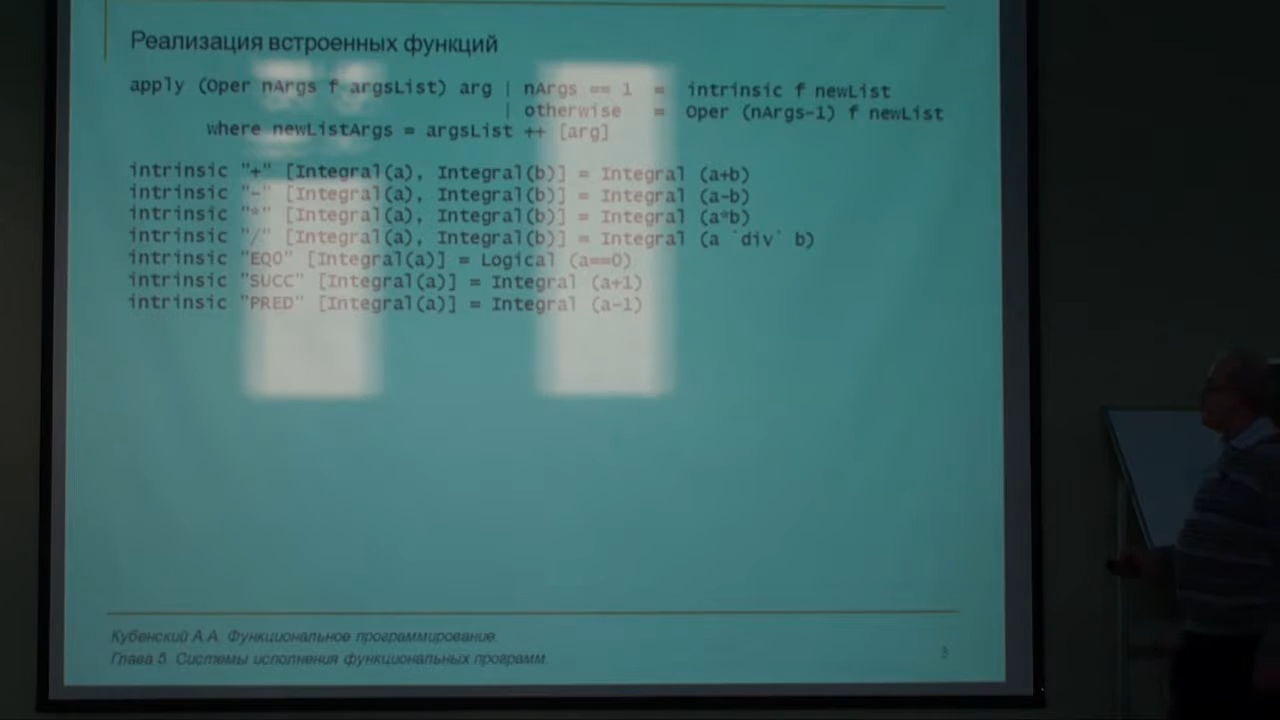 Реализация встроенных функций
apply (Oper nArgs f argsList) arg | nArgs == 1 = intrinsic f newList
| otherwise = Oper (nArgs-1) f newList
where newListArgs = argsList ++ [arg]
intrinsic "+" [Integral(a), Integral(b)] = Integral (a+b)
intrinsic "-" [Integral(a), Integral(b)] = Integral (a-b)
intrinsic "*" [Integral(a), Integral(b)] = Integral (a*b)
intrinsic "/" [Integral(a), Integral(b)] = Integral (a `div` b)
intrinsic "EQ0" [Integral(a)] = Logical (a==0)
intrinsic "SUCC" [Integral(a)] = Integral (a+1)
intrinsic "PRED" [Integral(a)] = Integral (a-1)
Кубенский А.А. Функциональное программирование.
Глава 5. Системы исполнения функциональных программ.
3